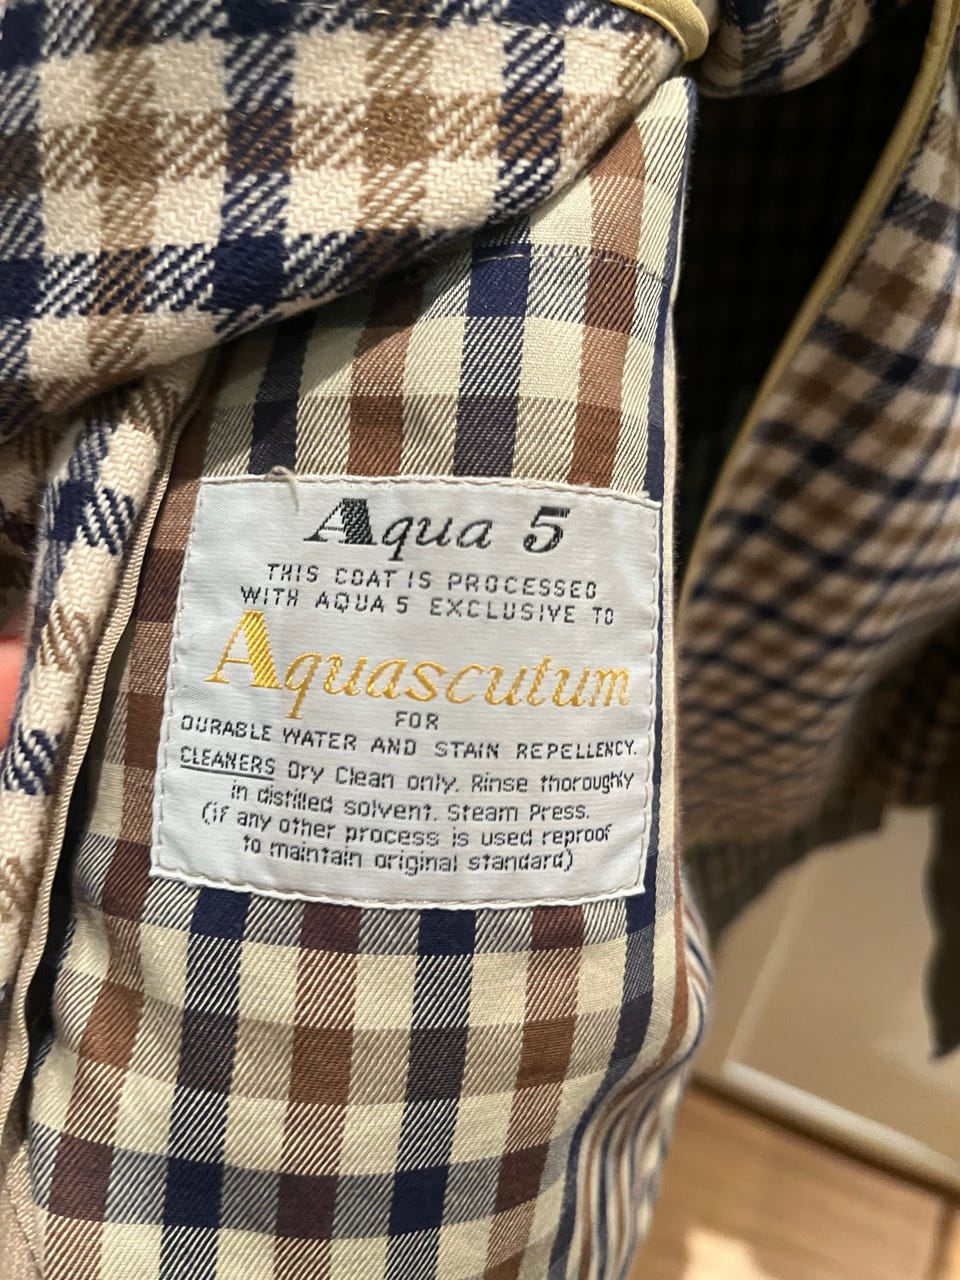 Aqua 5
THIS COAT IS PROCESSED
WITH AQUA 5 EXCLUSIVE TO
Aquascutum
FOR
DURABLE WATER AND STAIN REPELLENCY.
CLEANERS Dry Clean only. Rinse thoroughly
in distilled solvent. Steam Press.
(if any other process is used reproof
to maintain original standard)